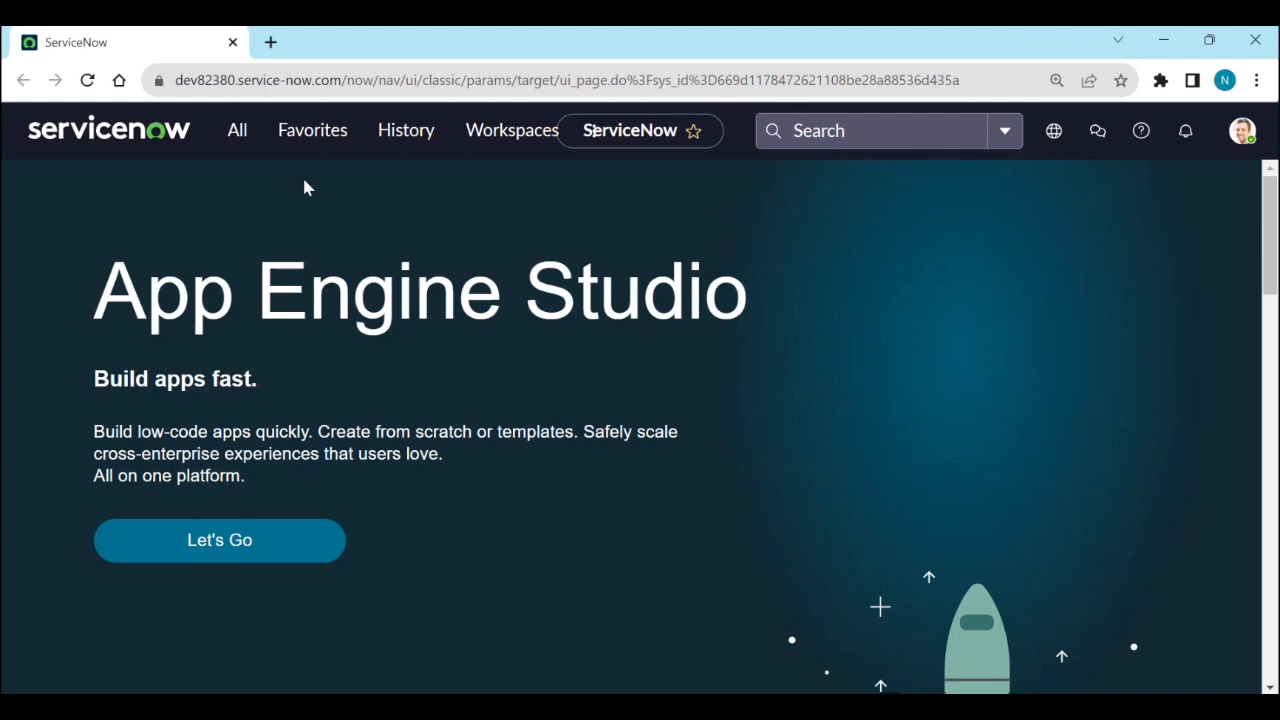 ServiceNow
dev82380.service-now.com/now/nav/ui/classic/params/target/ui_page.do%3Fsys_id%3D669d1178472621108be28a88536d435a
N
servicenow All Favorites History Workspaces ServiceNow Search
App Engine Studio
Build apps fast.
Build low-code apps quickly. Create from scratch or templates. Safely scale
cross-enterprise experiences that users love.
All on one platform.
Let's Go